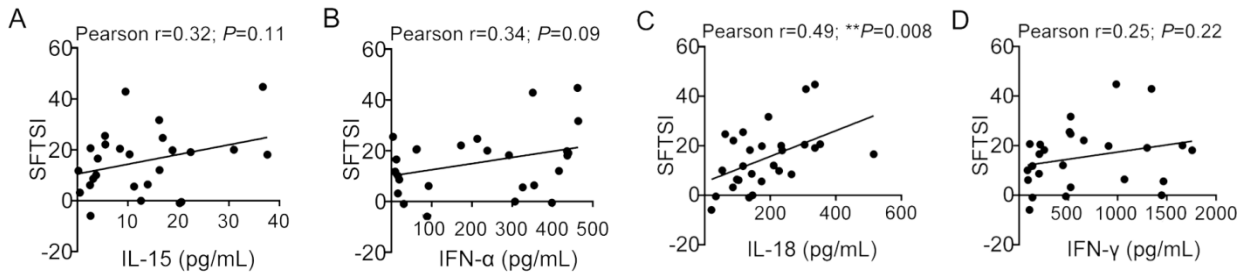 A
Pearson r=0.32; P=0.11
60
40
20
0
-20
SFTSI
10 20 30 40
IL-15 (pg/mL)
B
Pearson r=0.34; P=0.09
60
40
20
0
-20
SFTSI
100 200 300 400 500
IFN-α (pg/mL)
C
Pearson r=0.49; **P=0.008
60
40
20
0
-20
SFTSI
200 400 600
IL-18 (pg/mL)
D
Pearson r=0.25; P=0.22
60
40
20
0
-20
SFTSI
500 1000 1500 2000
IFN-γ (pg/mL)